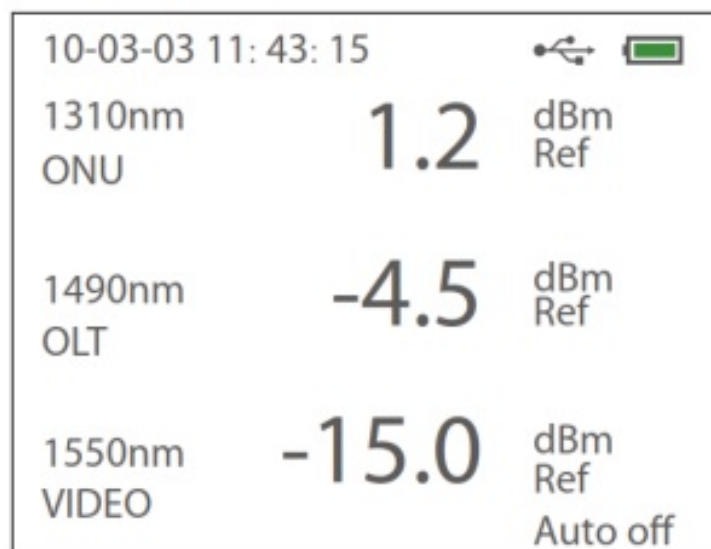 10-03-03 11: 43: 15
1310nm 1.2 dBm
ONU Ref
1490nm -4.5 dBm
OLT Ref
1550nm -15.0 dBm
VIDEO Ref
Auto off